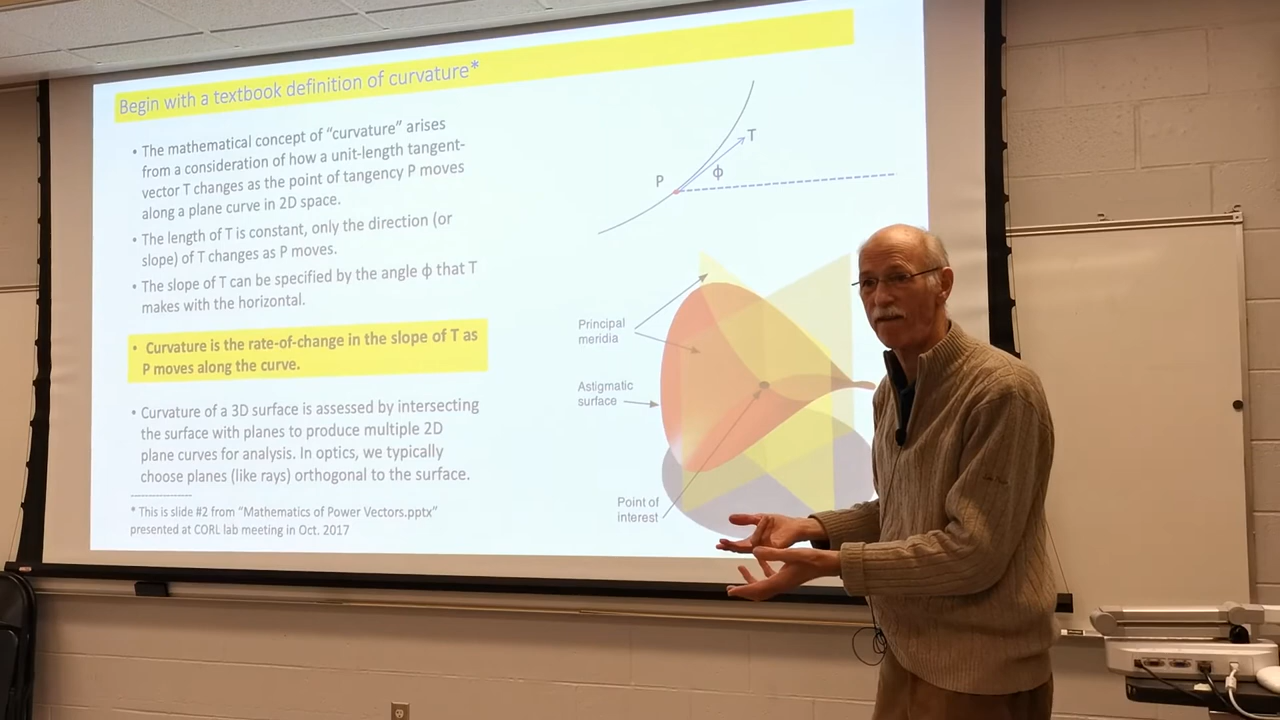 Begin with a textbook definition of curvature*
• The mathematical concept of “curvature” arises
from a consideration of how a unit-length tangent-
vector T changes as the point of tangency P moves
along a plane curve in 2D space.
• The length of T is constant, only the direction (or
slope) of T changes as P moves.
• The slope of T can be specified by the angle ϕ that T
makes with the horizontal.
• Curvature is the rate-of-change in the slope of T as
P moves along the curve.
• Curvature of a 3D surface is assessed by intersecting
the surface with planes to produce multiple 2D
plane curves for analysis. In optics, we typically
choose planes (like rays) orthogonal to the surface.
* This is slide #2 from “Mathematics of Power Vectors.pptx”
presented at CORL lab meeting in Oct. 2017
T
P
ϕ
Principal
meridia
Astigmatic
surface
Point of
interest